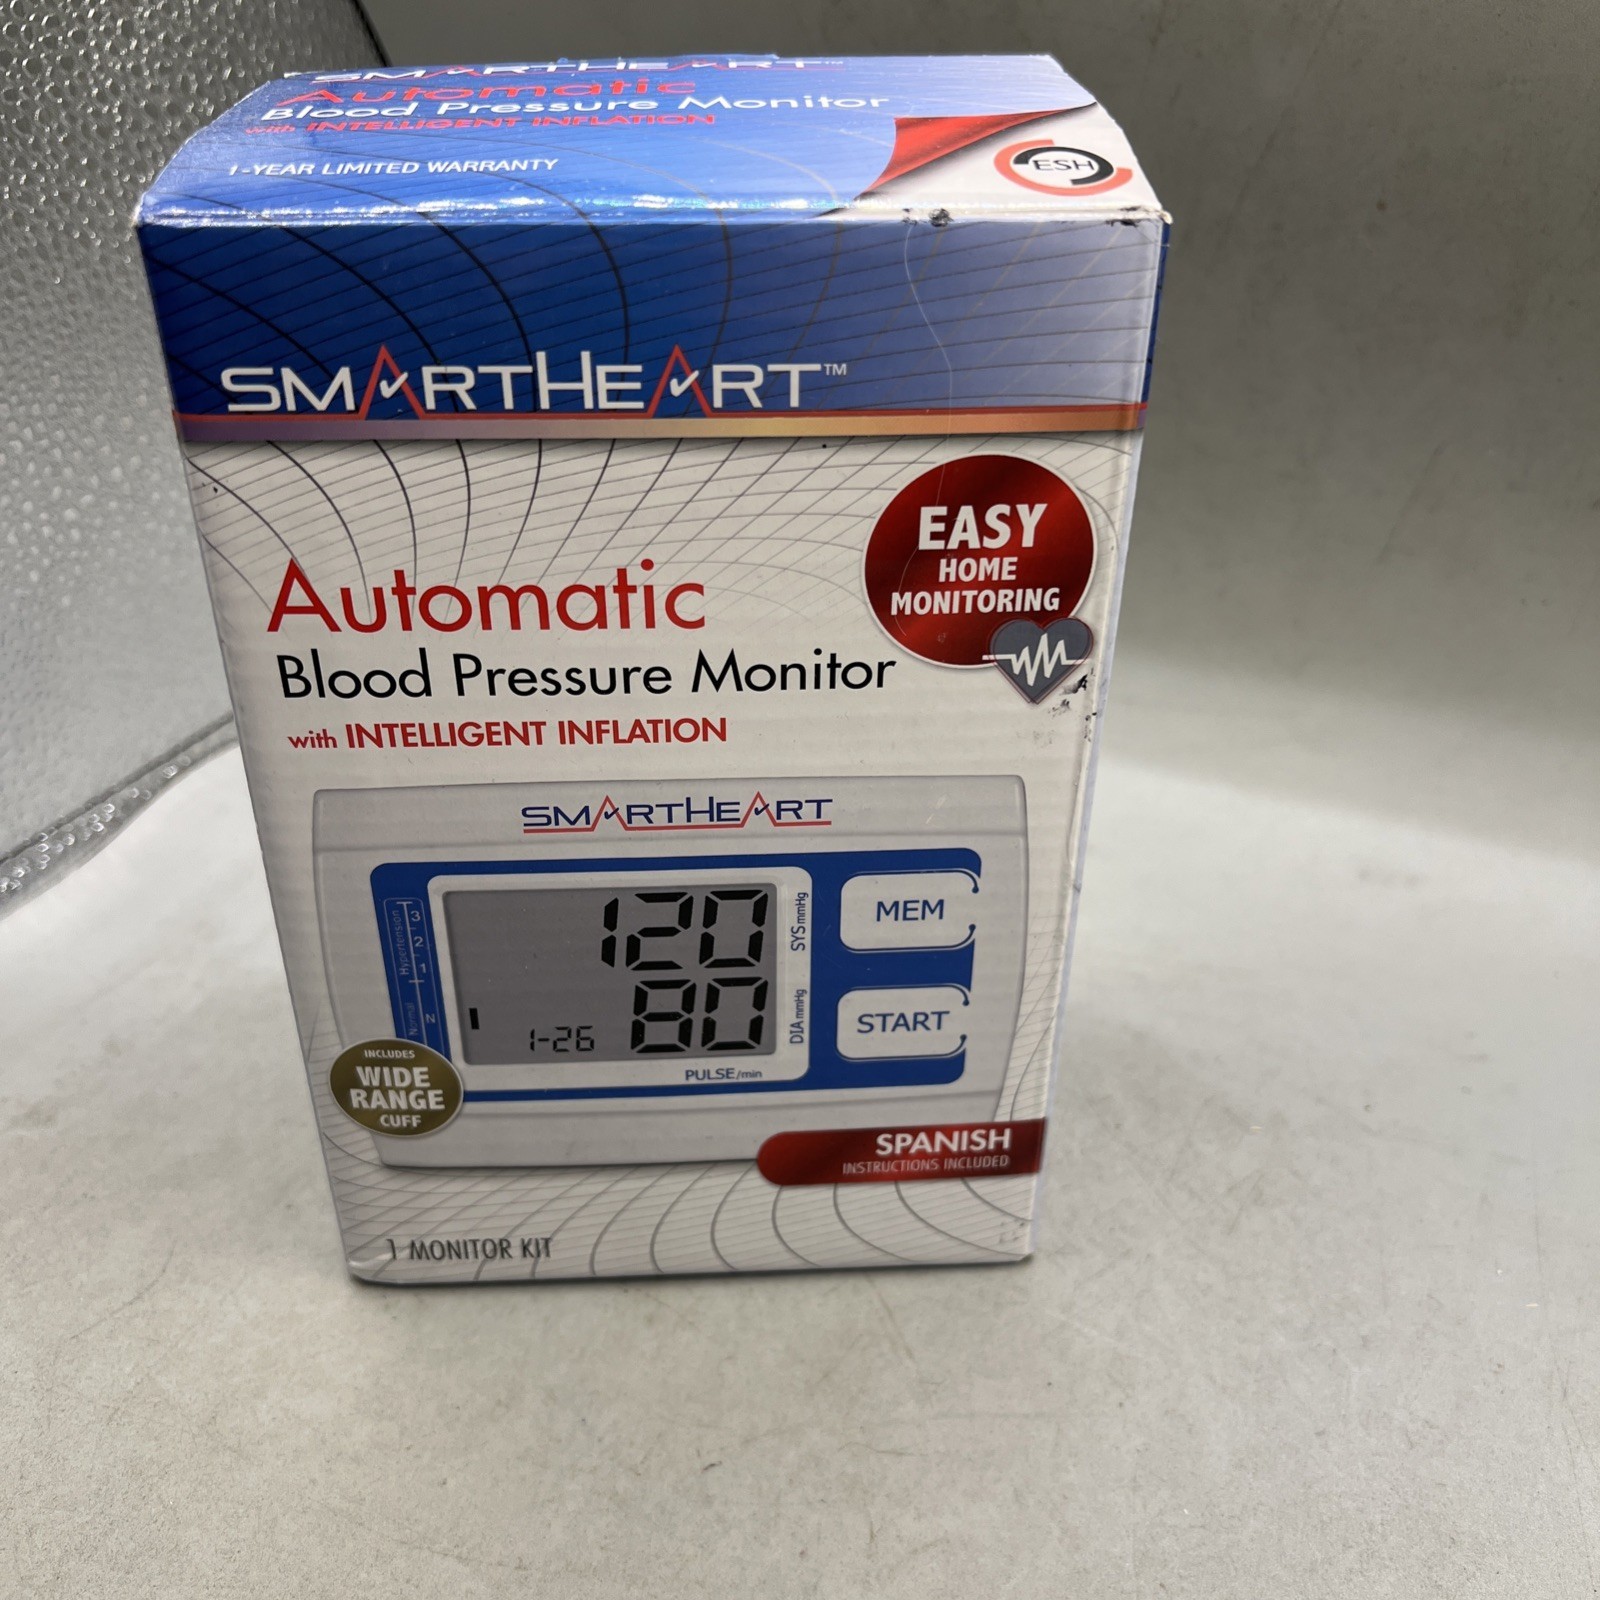 SMARTHEART™
Automatic
Blood Pressure Monitor
with INTELLIGENT INFLATION
1-YEAR LIMITED WARRANTY
ESH
SMARTHEART™
EASY
HOME
MONITORING
Automatic
Blood Pressure Monitor
with INTELLIGENT INFLATION
SMARTHEART
Hypertension
3
2
1
Normal
N
120
SYS mmHg
80
DIA mmHg
1-26
PULSE/min
MEM
START
INCLUDES
WIDE
RANGE
CUFF
SPANISH
INSTRUCTIONS INCLUDED
1 MONITOR KIT